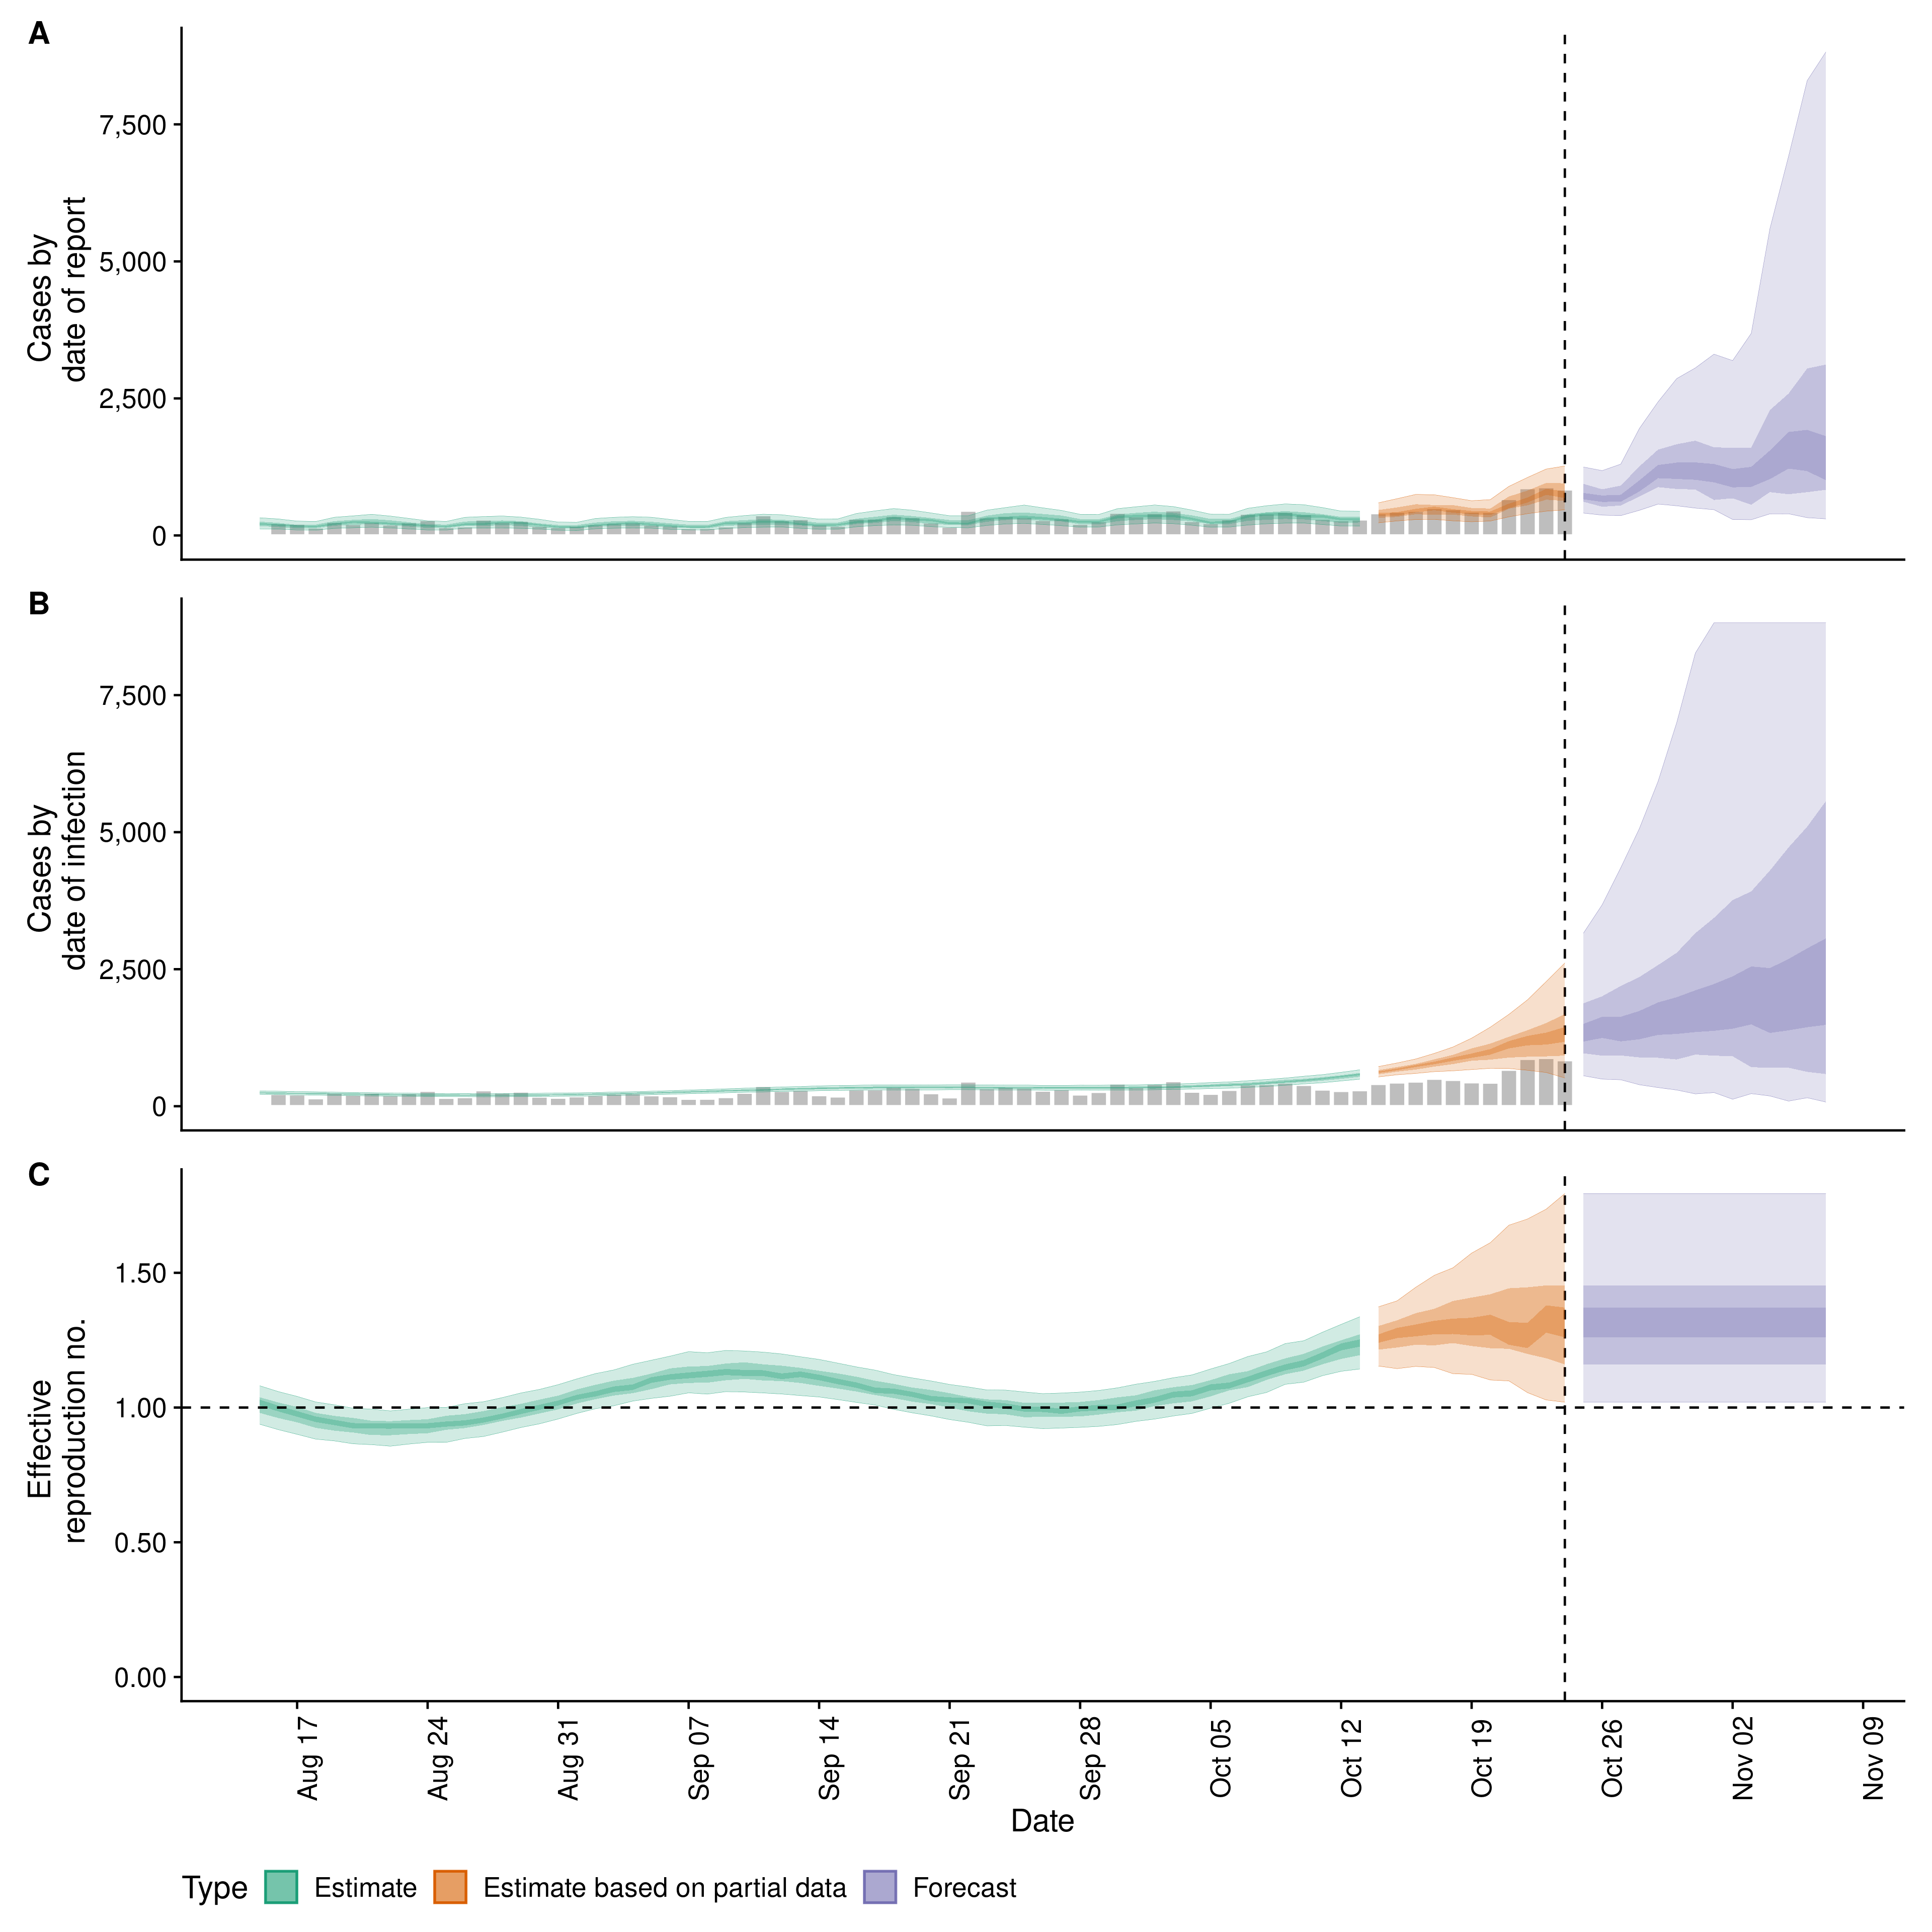 A
7,500
5,000
2,500
0
Cases by
date of report
B
7,500
5,000
2,500
0
Cases by
date of infection
C
1.50
1.00
0.50
0.00
Effective
reproduction no.
Aug 17
Aug 24
Aug 31
Sep 07
Sep 14
Sep 21
Sep 28
Oct 05
Oct 12
Oct 19
Oct 26
Nov 02
Nov 09
Date
Type Estimate Estimate based on partial data Forecast